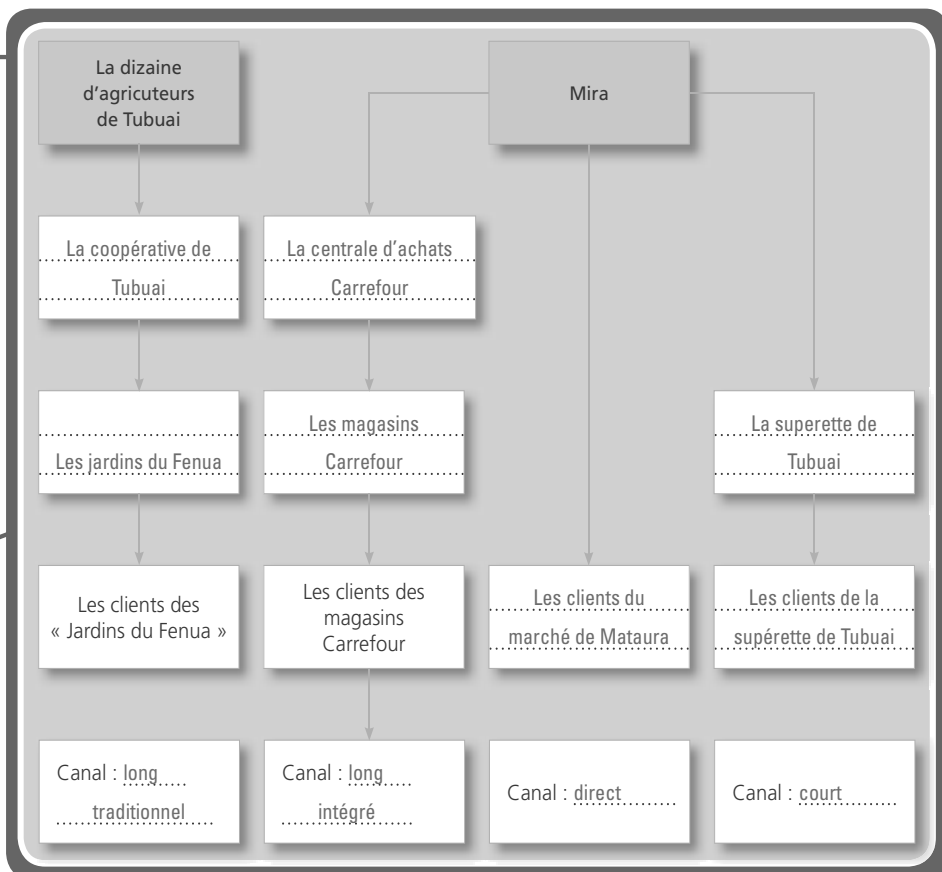 La dizaine
d'agricuteurs
de Tubuai
Mira
La coopérative de
Tubuai
La centrale d'achats
Carrefour
Les jardins du Fenua
Les magasins
Carrefour
La superette de
Tubuai
Les clients des
« Jardins du Fenua »
Les clients des
magasins
Carrefour
Les clients du
marché de Mataura
Les clients de la
supérette de Tubuai
Canal : long
traditionnel
Canal : long
intégré
Canal : direct
Canal : court